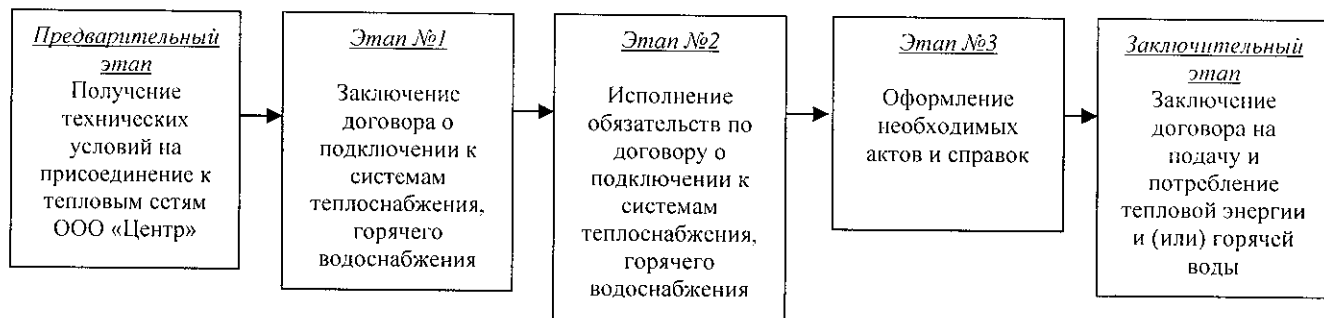 Предварительный
этап
Получение
технических
условий на
присоединение к
тепловым сетям
ООО «Центр»
Этап №1
Заключение
договора о
подключении к
системам
теплоснабжения,
горячего
водоснабжения
Этап №2
Исполнение
обязательств по
договору о
подключении к
системам
теплоснабжения,
горячего
водоснабжения
Этап №3
Оформление
необходимых
актов и справок
Заключительный
этап
Заключение
договора на
подачу и
потребление
тепловой энергии
и (или) горячей
воды